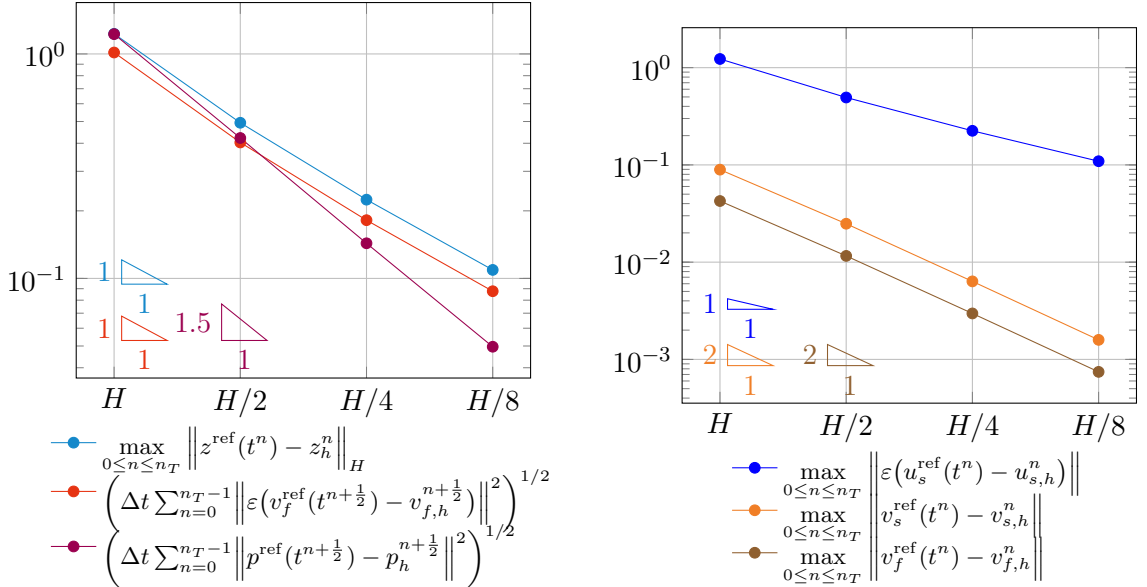 10^0
10^{-1}
1
1
1
1
1.5
1
H H/2 H/4 H/8
max_{0≤n≤n_T} ‖z^{ref}(t^n) − z_h^n‖_H
(Δt ∑_{n=0}^{n_T−1} ‖ε(v_f^{ref}(t^{n+1/2}) − v_{f,h}^{n+1/2})‖^2)^{1/2}
(Δt ∑_{n=0}^{n_T−1} ‖p^{ref}(t^{n+1/2}) − p_h^{n+1/2}‖^2)^{1/2}
10^0
10^{-1}
10^{-2}
10^{-3}
1
1
2
1
2
1
H H/2 H/4 H/8
max_{0≤n≤n_T} ‖ε(u_s^{ref}(t^n) − u_{s,h}^n)‖
max_{0≤n≤n_T} ‖v_s^{ref}(t^n) − v_{s,h}^n‖
max_{0≤n≤n_T} ‖v_f^{ref}(t^n) − v_{f,h}^n‖